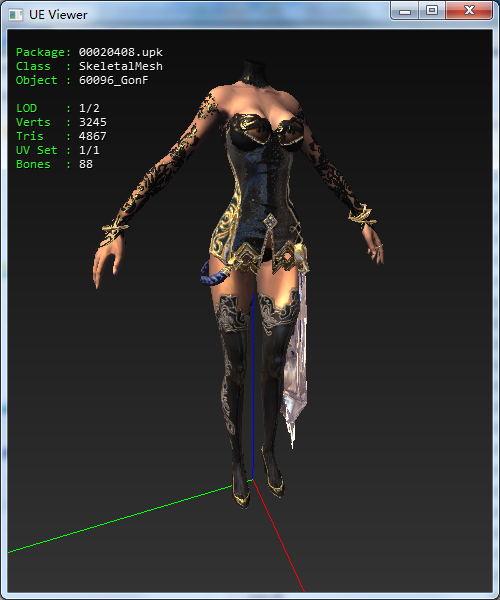 UE Viewer
Package: 00020408.upk
Class  : SkeletalMesh
Object : 60096_GonF
LOD    : 1/2
Verts  : 3245
Tris   : 4867
UV Set : 1/1
Bones  : 88